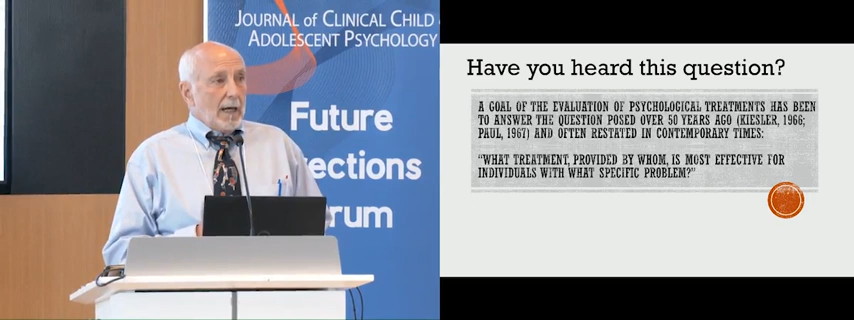 JOURNAL of CLINICAL CHILD
ADOLESCENT PSYCHOLOGY
Future
ections
rum
Have you heard this question?
A GOAL OF THE EVALUATION OF PSYCHOLOGICAL TREATMENTS HAS BEEN
TO ANSWER THE QUESTION POSED OVER 50 YEARS AGO (KIESLER, 1966;
PAUL, 1967) AND OFTEN RESTATED IN CONTEMPORARY TIMES:
"WHAT TREATMENT, PROVIDED BY WHOM, IS MOST EFFECTIVE FOR
INDIVIDUALS WITH WHAT SPECIFIC PROBLEM?"